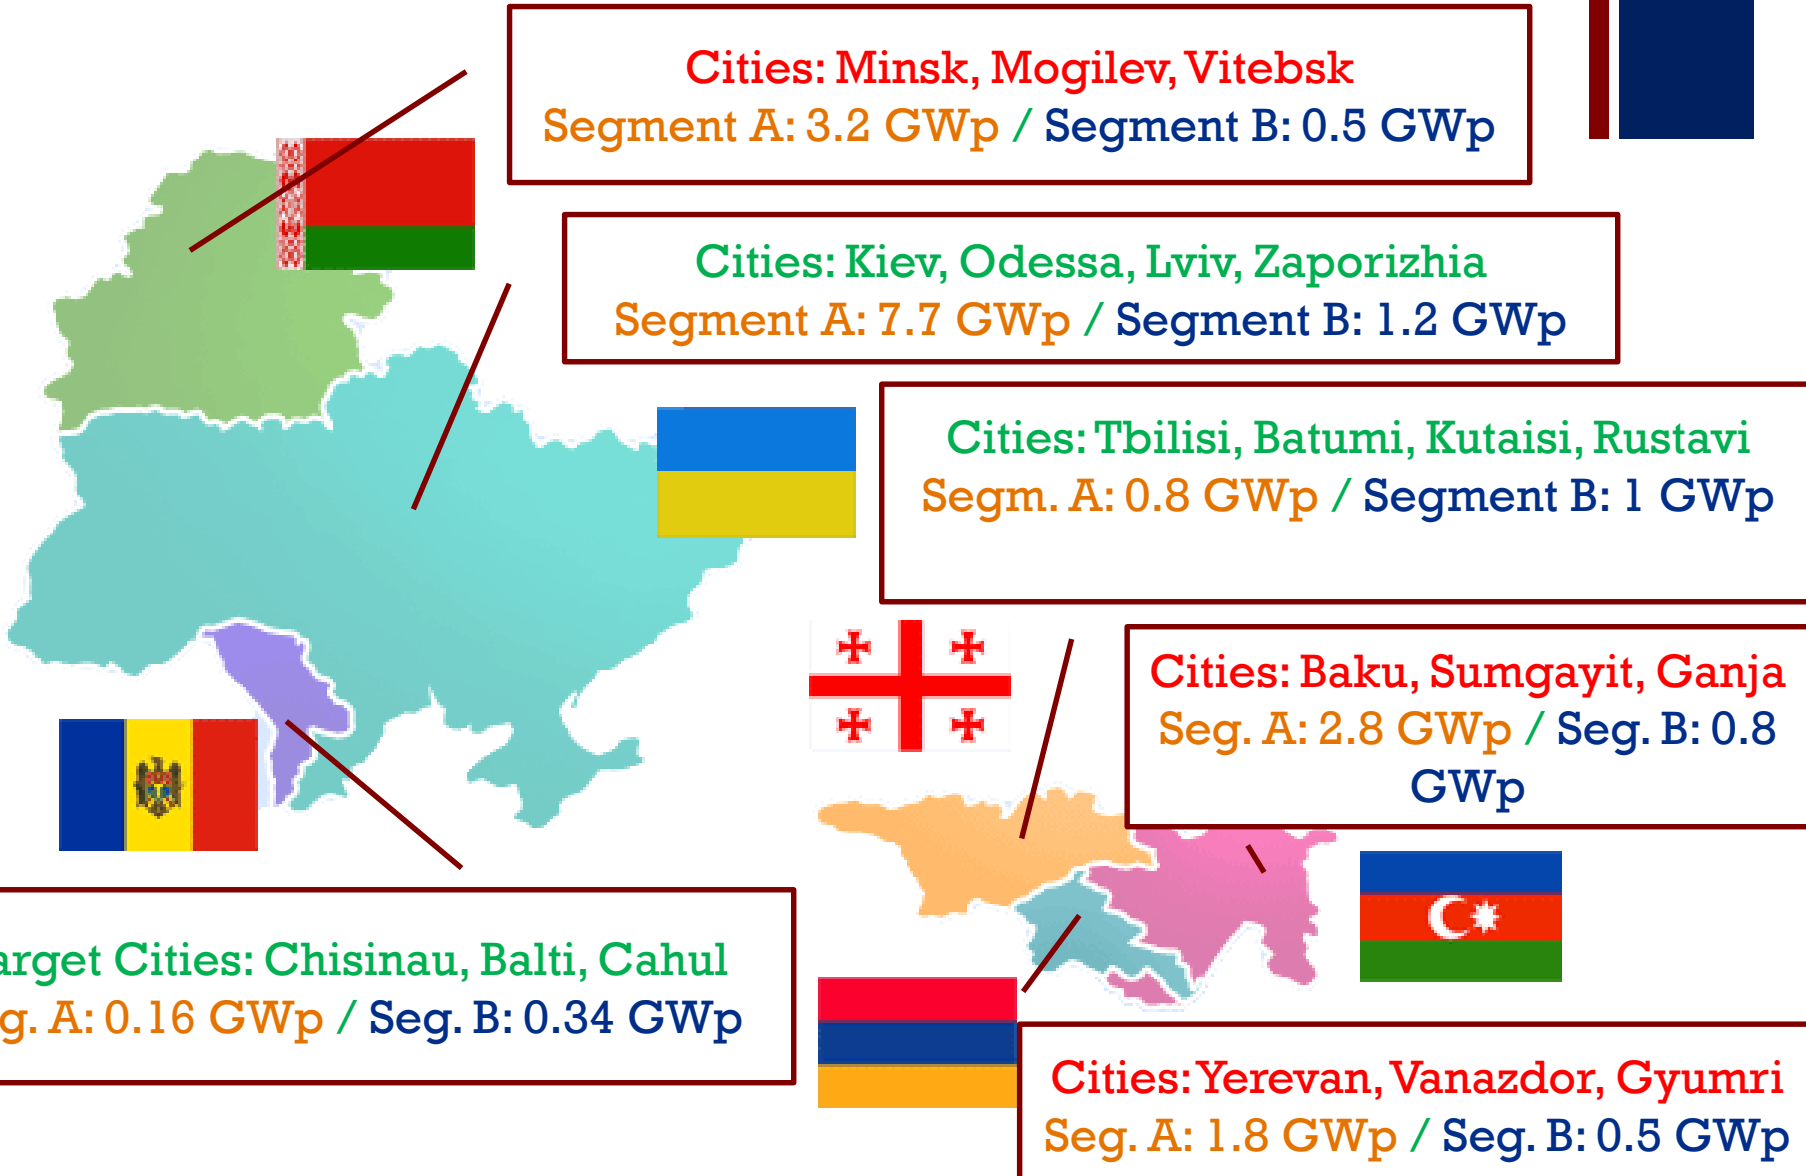 Cities: Minsk, Mogilev, Vitebsk
Segment A: 3.2 GWp / Segment B: 0.5 GWp
Cities: Kiev, Odessa, Lviv, Zaporizhia
Segment A: 7.7 GWp / Segment B: 1.2 GWp
Cities: Tbilisi, Batumi, Kutaisi, Rustavi
Segm. A: 0.8 GWp / Segment B: 1 GWp
Cities: Baku, Sumgayit, Ganja
Seg. A: 2.8 GWp / Seg. B: 0.8
GWp
arget Cities: Chisinau, Balti, Cahul
g. A: 0.16 GWp / Seg. B: 0.34 GWp
Cities: Yerevan, Vanazdor, Gyumri
Seg. A: 1.8 GWp / Seg. B: 0.5 GWp